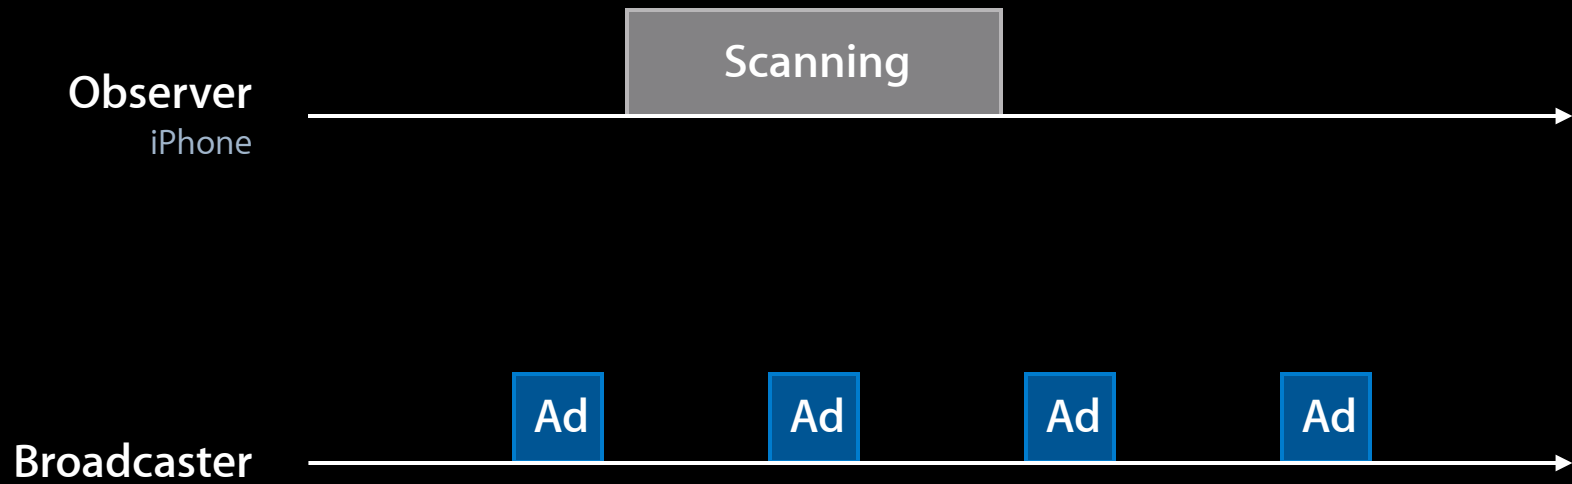 Scanning
Observer
iPhone
Ad Ad Ad Ad
Broadcaster